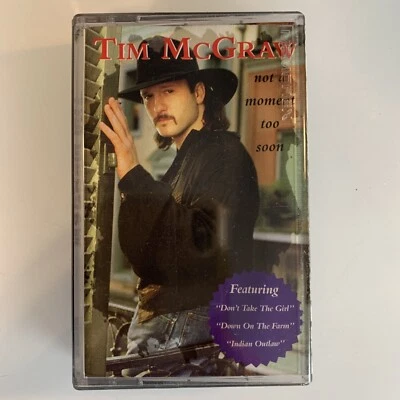 TIM MCGRAW
not a
moment
too
soon
Featuring
"Don't Take The Girl"
"Down On The Farm"
"Indian Outlaw"